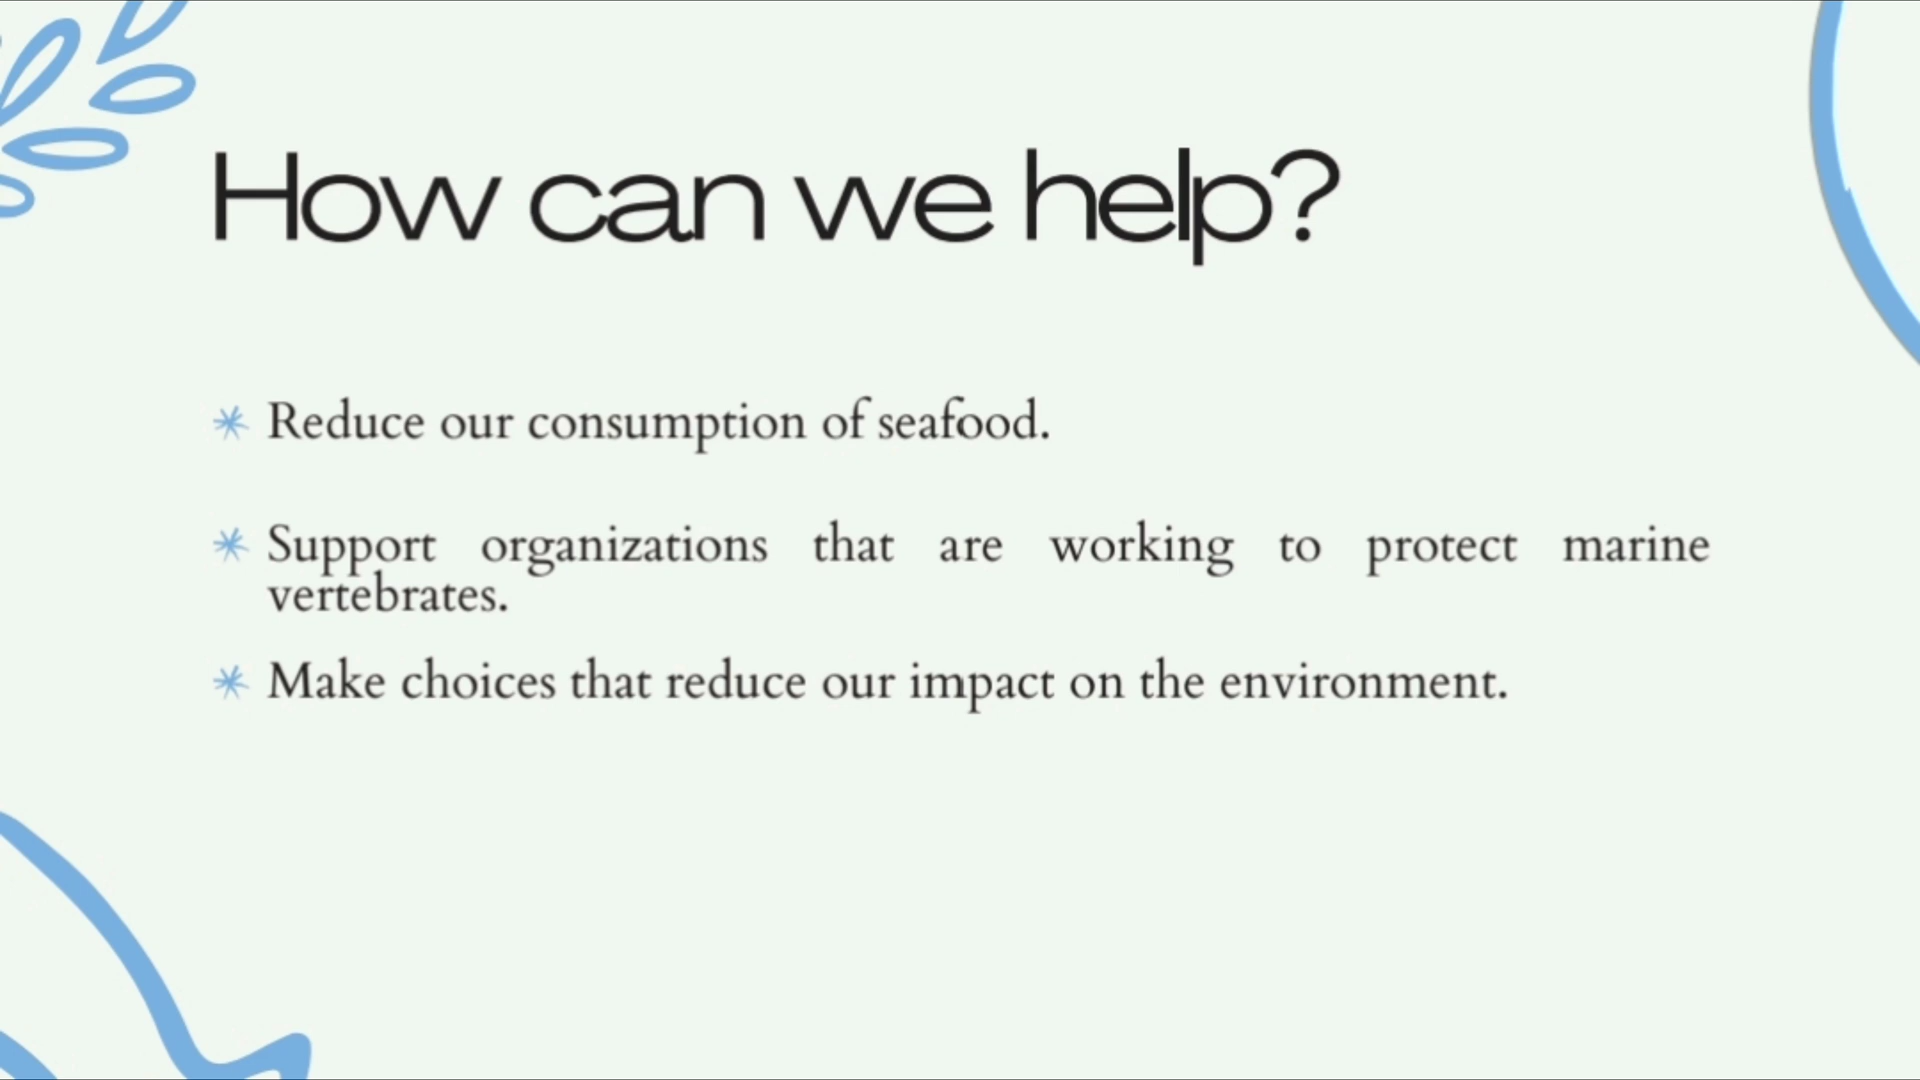 How can we help?
Reduce our consumption of seafood.
Support organizations that are working to protect marine
vertebrates.
Make choices that reduce our impact on the environment.